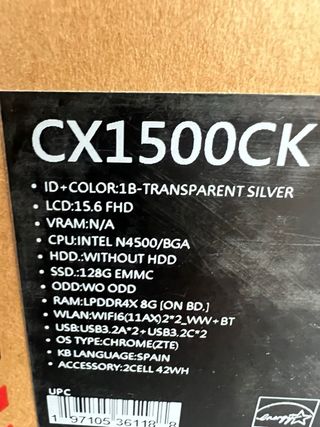 CX1500CK
• ID+COLOR:1B-TRANSPARENT SILVER
• LCD:15.6 FHD
• VRAM:N/A
• CPU:INTEL N4500/BGA
• HDD.:WITHOUT HDD
• SSD.:128G EMMC
• ODD:WO ODD
• RAM:LPDDR4X 8G (ON BD.)
• WLAN:WIFI6(11AX)2*2_WW+BT
• USB:USB3.2A*2+USB3.2C*2
• OS TYPE:CHROME(ZTE)
• KB LANGUAGE:SPAIN
• ACCESSORY:2CELL 42WH
UPC
1 97105 36118 8
energy